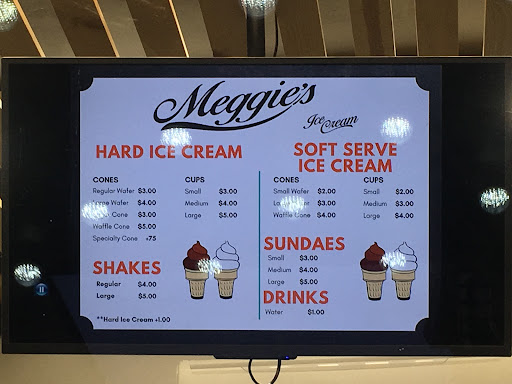 Meggie's
Ice Cream
HARD ICE CREAM
CONES
Regular Wafer $3.00
Wafer $4.00
Cone $3.00
Waffle Cone $5.00
Specialty Cone +75
CUPS
Small $3.00
Medium $4.00
Large $5.00
SHAKES
Regular $4.00
Large $5.00
**Hard Ice Cream +1.00
SOFT SERVE
ICE CREAM
CONES
Small Wafer $2.00
$3.00
Waffle Cone $4.00
CUPS
Small $2.00
Medium $3.00
Large $4.00
SUNDAES
Small $3.00
Medium $4.00
Large $5.00
DRINKS
Water $1.00